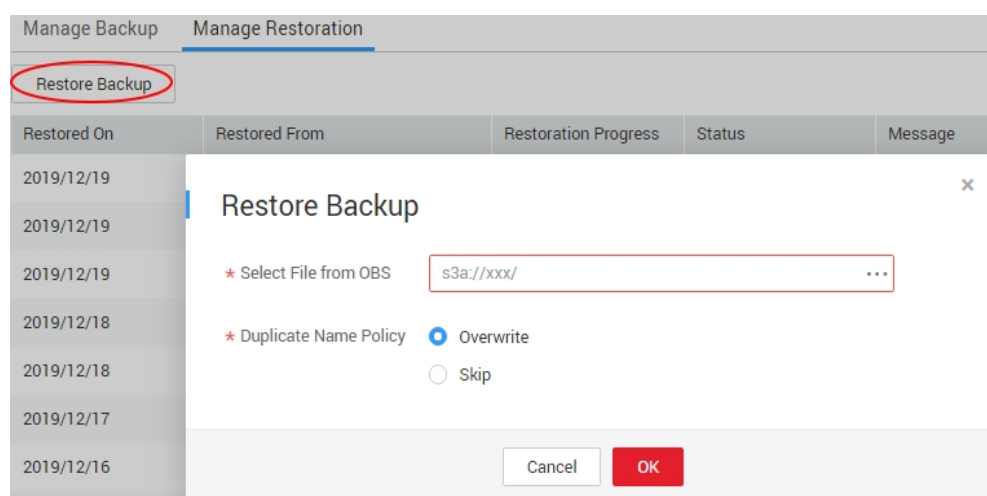 Manage Backup Manage Restoration
Restore Backup
Restored On Restored From Restoration Progress Status Message
2019/12/19
2019/12/19
2019/12/19
2019/12/18
2019/12/18
2019/12/17
2019/12/16
×
Restore Backup
* Select File from OBS s3a://xxx/ ...
* Duplicate Name Policy Overwrite
Skip
Cancel OK